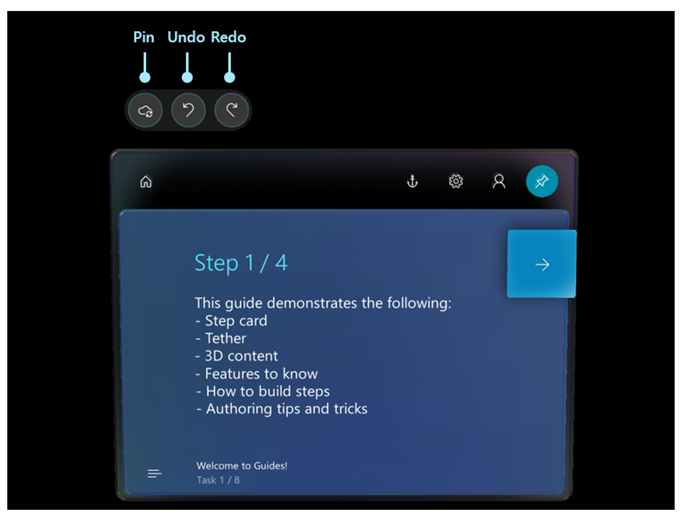 Pin Undo Redo
Step 1 / 4
This guide demonstrates the following:
- Step card
- Tether
- 3D content
- Features to know
- How to build steps
- Authoring tips and tricks
Welcome to Guides!
Task 1 / 8